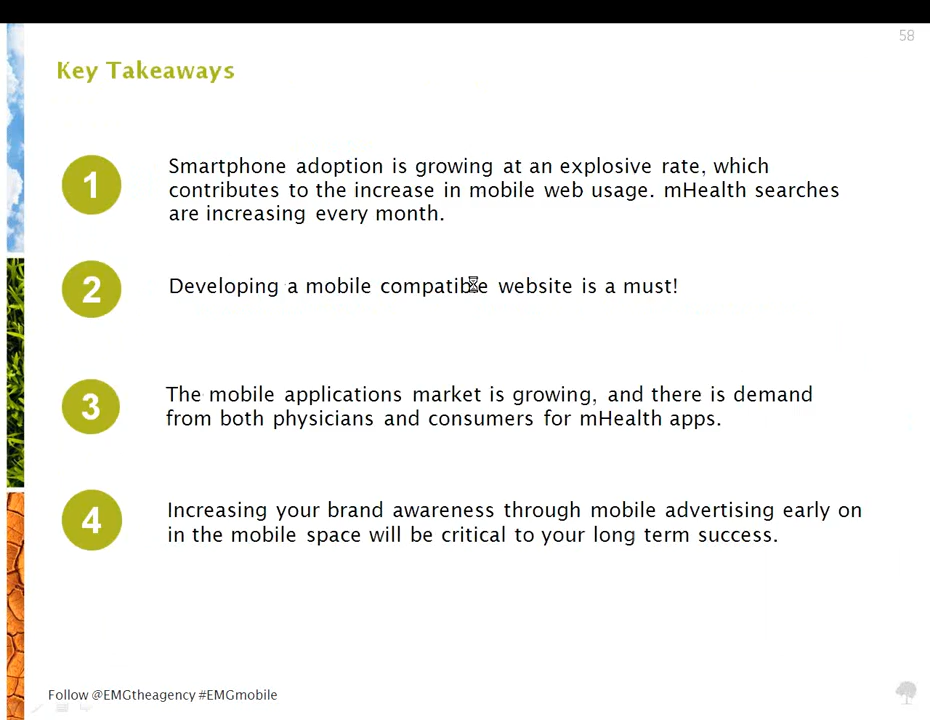 58
Key Takeaways
1
Smartphone adoption is growing at an explosive rate, which
contributes to the increase in mobile web usage. mHealth searches
are increasing every month.
2
Developing a mobile compatible website is a must!
3
The mobile applications market is growing, and there is demand
from both physicians and consumers for mHealth apps.
4
Increasing your brand awareness through mobile advertising early on
in the mobile space will be critical to your long term success.
Follow @EMGtheagency #EMGmobile